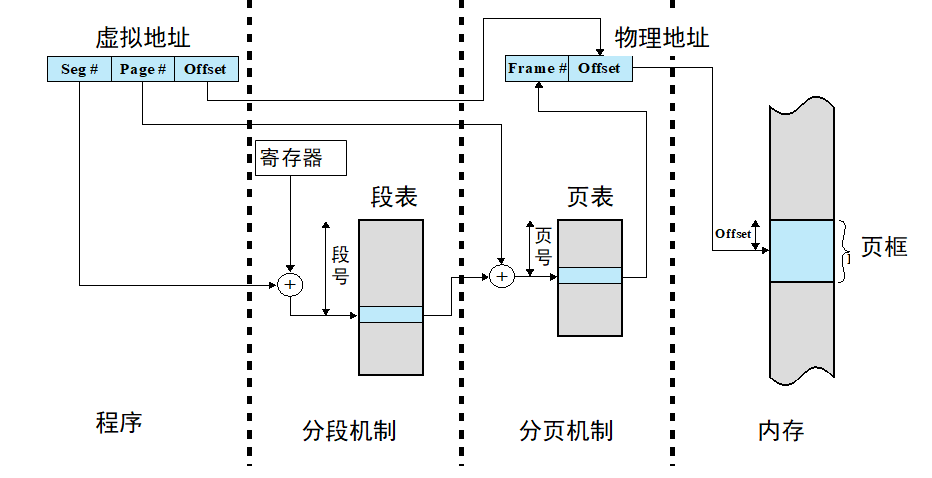 虚拟地址
物理地址
Seg #
Page #
Offset
Frame #
Offset
寄存器
段表
页表
段号
页号
Offset
页框
+
+
程序
分段机制
分页机制
内存